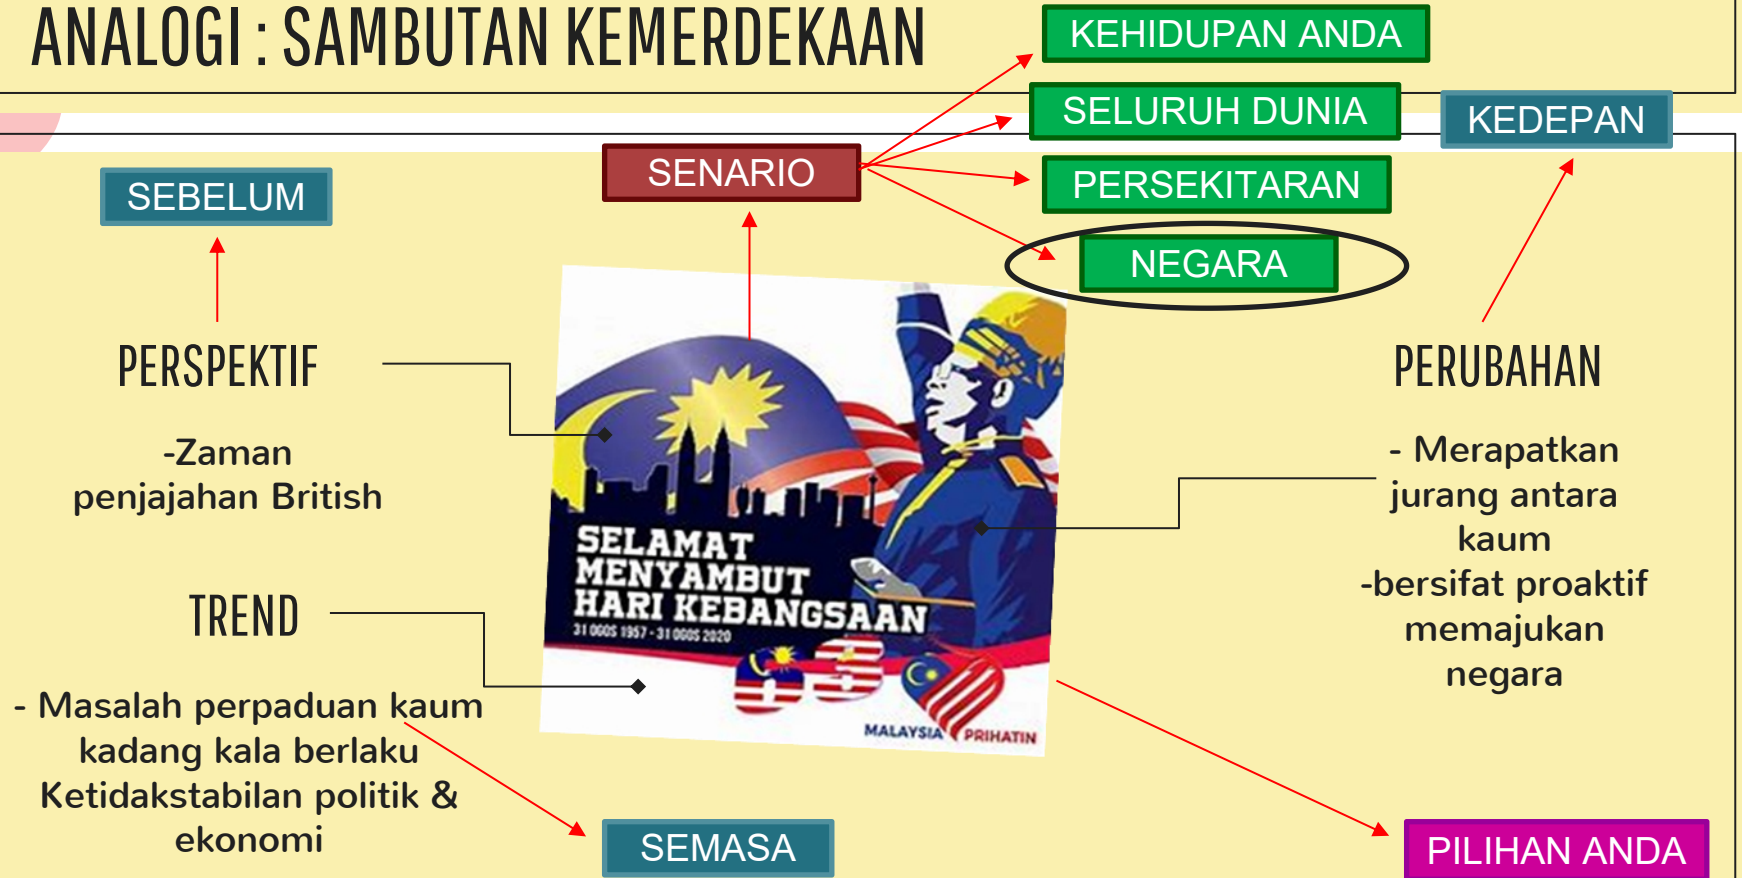 ANALOGI : SAMBUTAN KEMERDEKAAN
KEHIDUPAN ANDA
SELURUH DUNIA
KEDEPAN
SENARIO
PERSEKITARAN
SEBELUM
NEGARA
PERSPEKTIF
-Zaman
penjajahan British
PERUBAHAN
- Merapatkan
jurang antara
kaum
-bersifat proaktif
memajukan
negara
SELAMAT
MENYAMBUT
HARI KEBANGSAAN
31 OGOS 1957 - 31 OGOS 2020
63
MALAYSIA PRIHATIN
TREND
- Masalah perpaduan kaum
kadang kala berlaku
Ketidakstabilan politik &
ekonomi
SEMASA
PILIHAN ANDA